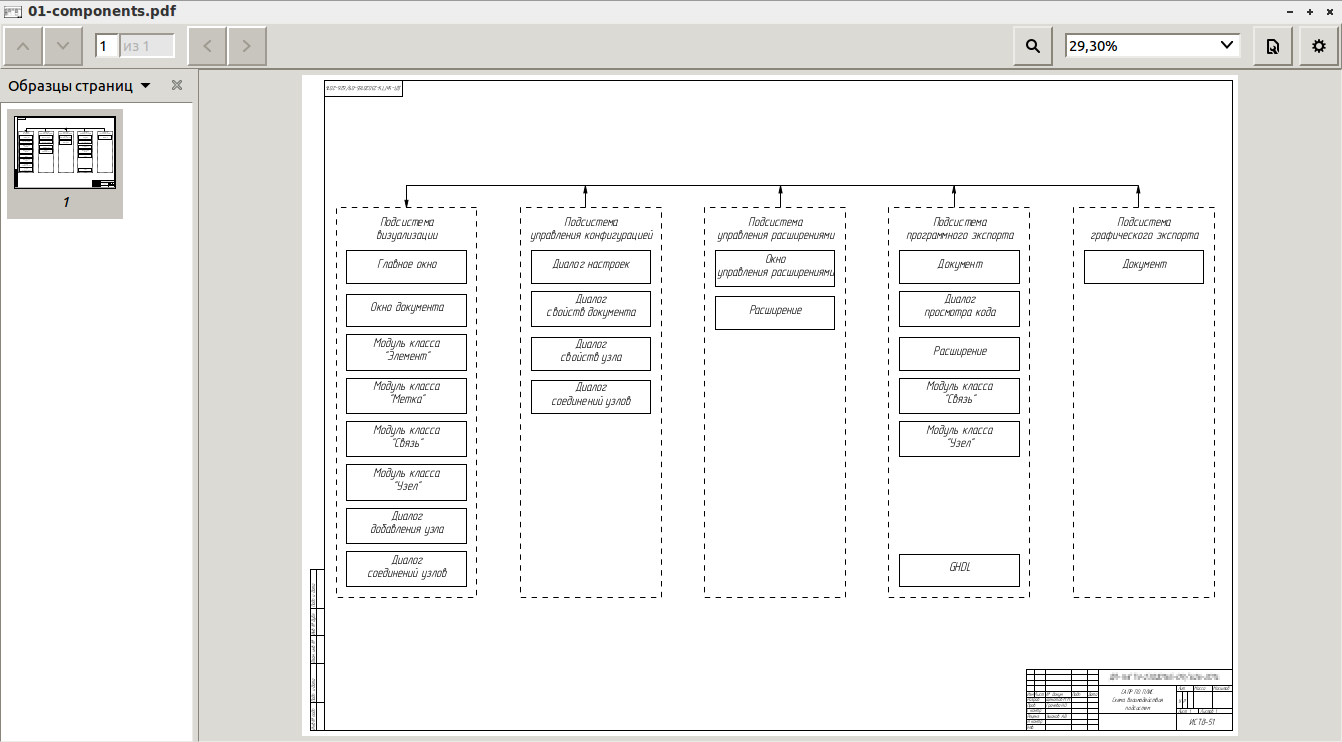 01-components.pdf
1
из 1
29,30%
Образцы страниц
1
Подсистема
визуализации
Главное окно
Окно документа
Модуль класса
"Элемент"
Модуль класса
"Метка"
Модуль класса
"Связь"
Модуль класса
"Узел"
Диалог
добавления узла
Диалог
соединений узлов
Подсистема
управления конфигурацией
Диалог настроек
Диалог
свойств документа
Диалог
свойств узла
Диалог
соединений узлов
Подсистема
управления расширениями
Окно
управления расширениями
Расширение
Подсистема
программного экспорта
Документ
Диалог
просмотра кода
Расширение
Модуль класса
"Связь"
Модуль класса
"Узел"
GHDL
Подсистема
графического экспорта
Документ
САПР ПО ПЛИС
Схема взаимодействия
подсистем
ИСТВ-51